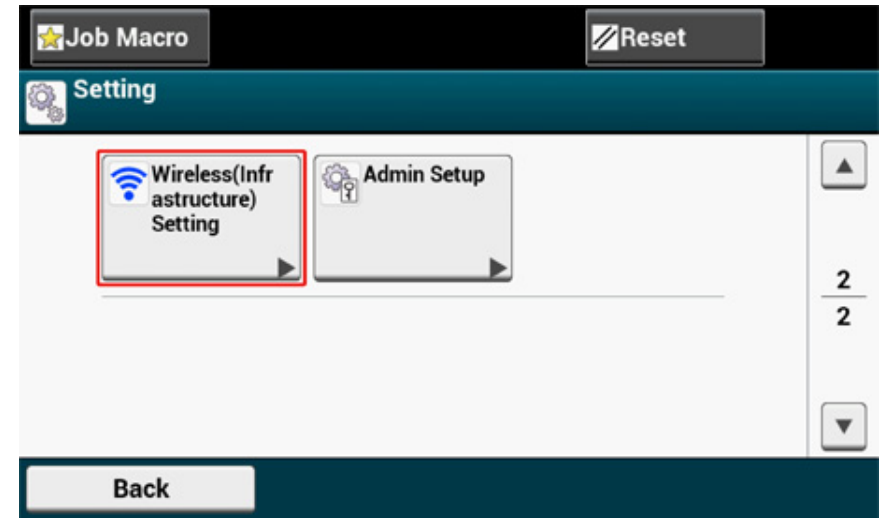 Job Macro
Reset
Setting
Wireless(Infr
astructure)
Setting
Admin Setup
2
2
Back